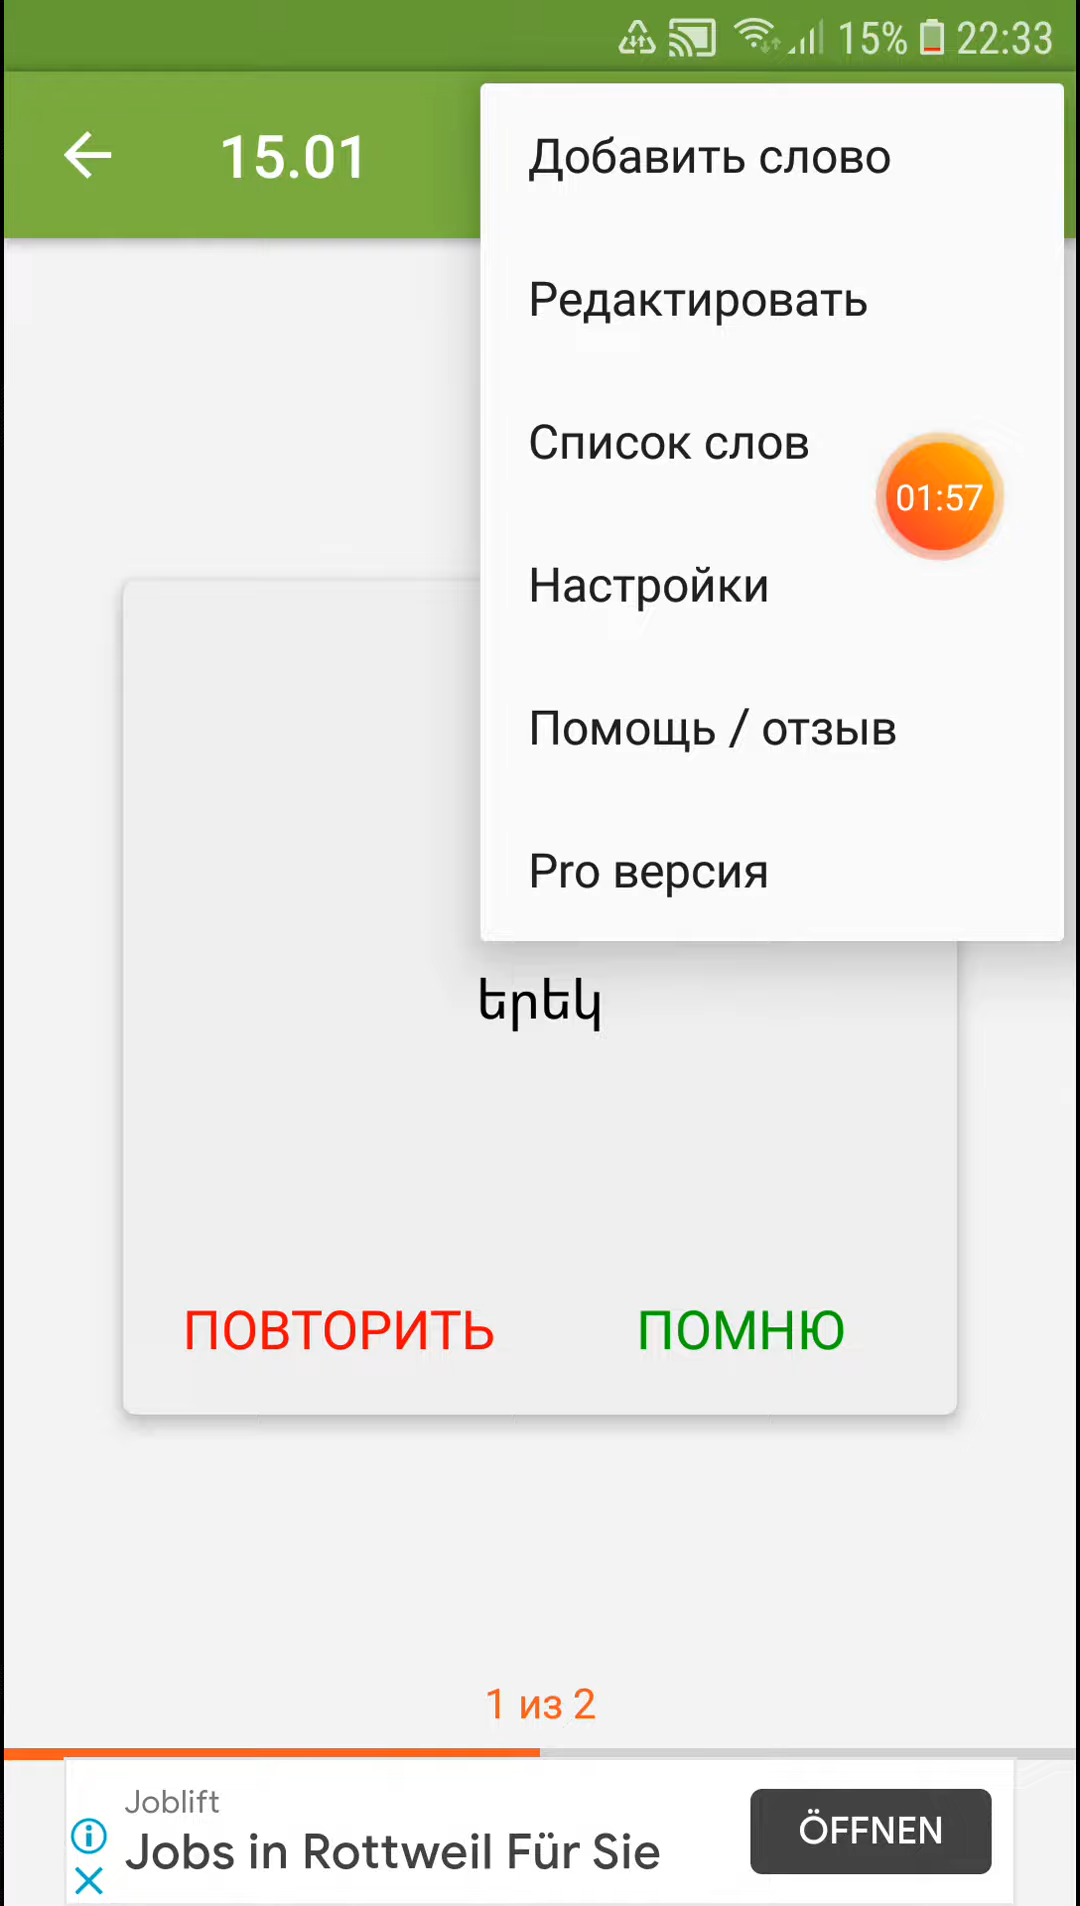 15% 22:33
15.01
Добавить слово
Редактировать
Список слов
01:57
Настройки
Помощь / отзыв
Pro версия
երեկ
ПОВТОРИТЬ ПОМНЮ
1 из 2
Joblift
Jobs in Rottweil Für Sie
ÖFFNEN